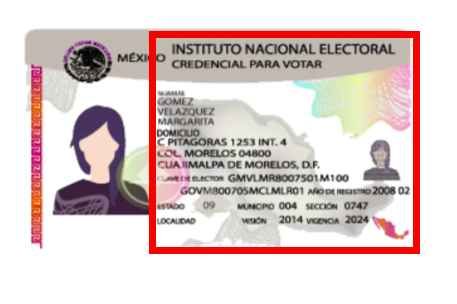 MÉXICO
INSTITUTO NACIONAL ELECTORAL
CREDENCIAL PARA VOTAR
NOMBRE
GOMEZ
VELAZQUEZ
MARGARITA
DOMICILIO
C PITAGORAS 1253 INT. 4
COL. MORELOS 04800
CUAJIMALPA DE MORELOS, D.F.
CLAVE DE ELECTOR GMVLMR8007501M100
GOVM800705MCLMLR01 AÑO DE REGISTRO 2008 02
ESTADO 09 MUNICIPIO 004 SECCIÓN 0747
LOCALIDAD EMISIÓN 2014 VIGENCIA 2024